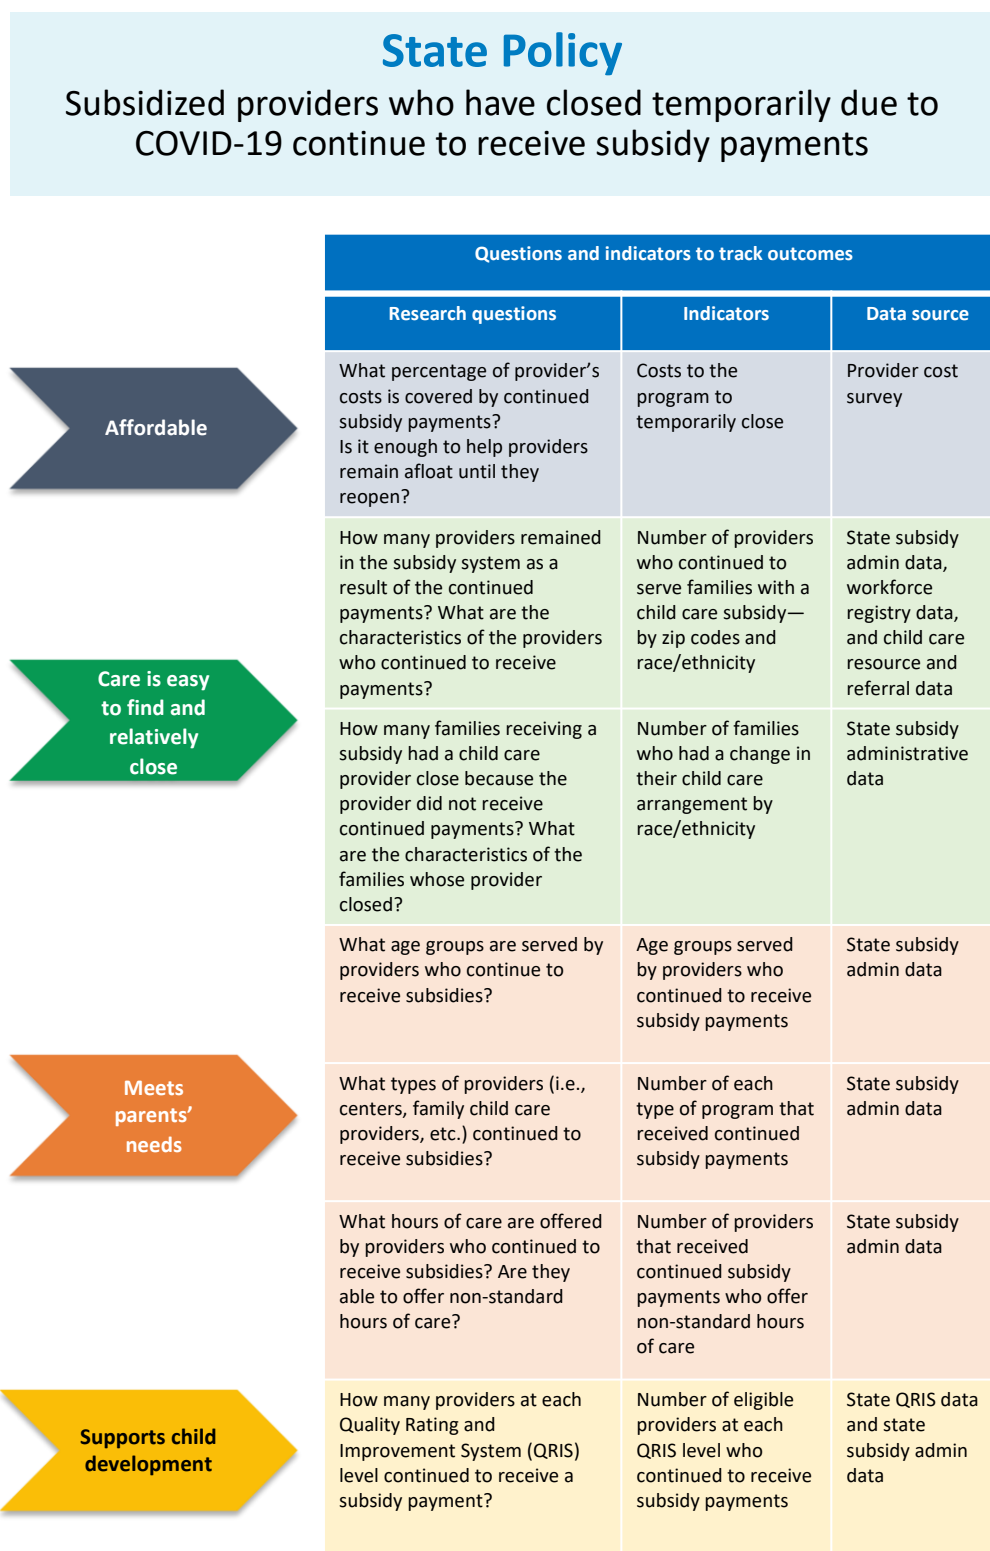 State Policy
Subsidized providers who have closed temporarily due to
COVID-19 continue to receive subsidy payments
Questions and indicators to track outcomes
Research questions
Indicators
Data source
Affordable
What percentage of provider’s
costs is covered by continued
subsidy payments?
Is it enough to help providers
remain afloat until they
reopen?
Costs to the
program to
temporarily close
Provider cost
survey
Care is easy
to find and
relatively
close
How many providers remained
in the subsidy system as a
result of the continued
payments? What are the
characteristics of the providers
who continued to receive
payments?
Number of providers
who continued to
serve families with a
child care subsidy—
by zip codes and
race/ethnicity
State subsidy
admin data,
workforce
registry data,
and child care
resource and
referral data
How many families receiving a
subsidy had a child care
provider close because the
provider did not receive
continued payments? What
are the characteristics of the
families whose provider
closed?
Number of families
who had a change in
their child care
arrangement by
race/ethnicity
State subsidy
administrative
data
Meets
parents’
needs
What age groups are served by
providers who continue to
receive subsidies?
Age groups served
by providers who
continued to receive
subsidy payments
State subsidy
admin data
What types of providers (i.e.,
centers, family child care
providers, etc.) continued to
receive subsidies?
Number of each
type of program that
received continued
subsidy payments
State subsidy
admin data
What hours of care are offered
by providers who continued to
receive subsidies? Are they
able to offer non-standard
hours of care?
Number of providers
that received
continued subsidy
payments who offer
non-standard hours
of care
State subsidy
admin data
Supports child
development
How many providers at each
Quality Rating and
Improvement System (QRIS)
level continued to receive a
subsidy payment?
Number of eligible
providers at each
QRIS level who
continued to receive
subsidy payments
State QRIS data
and state
subsidy admin
data